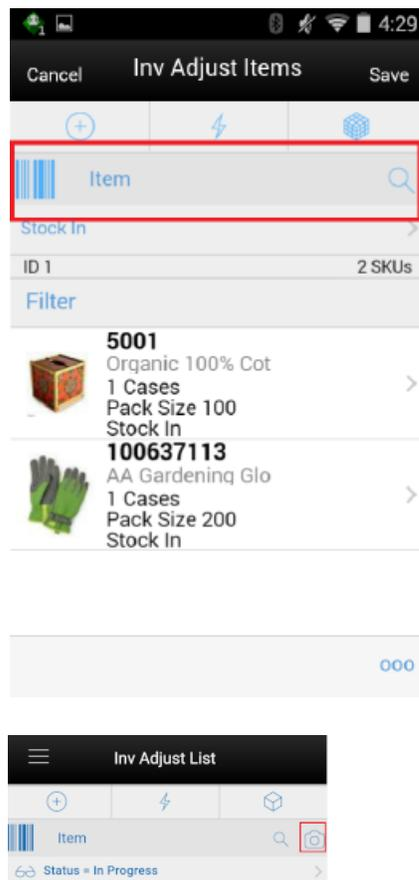 1 4:29
Cancel Inv Adjust Items Save
Item
Stock In
ID 1 2 SKUs
Filter
5001
Organic 100% Cot
1 Cases
Pack Size 100
Stock In
100637113
AA Gardening Glo
1 Cases
Pack Size 200
Stock In
Inv Adjust List
Item
Status = In Progress